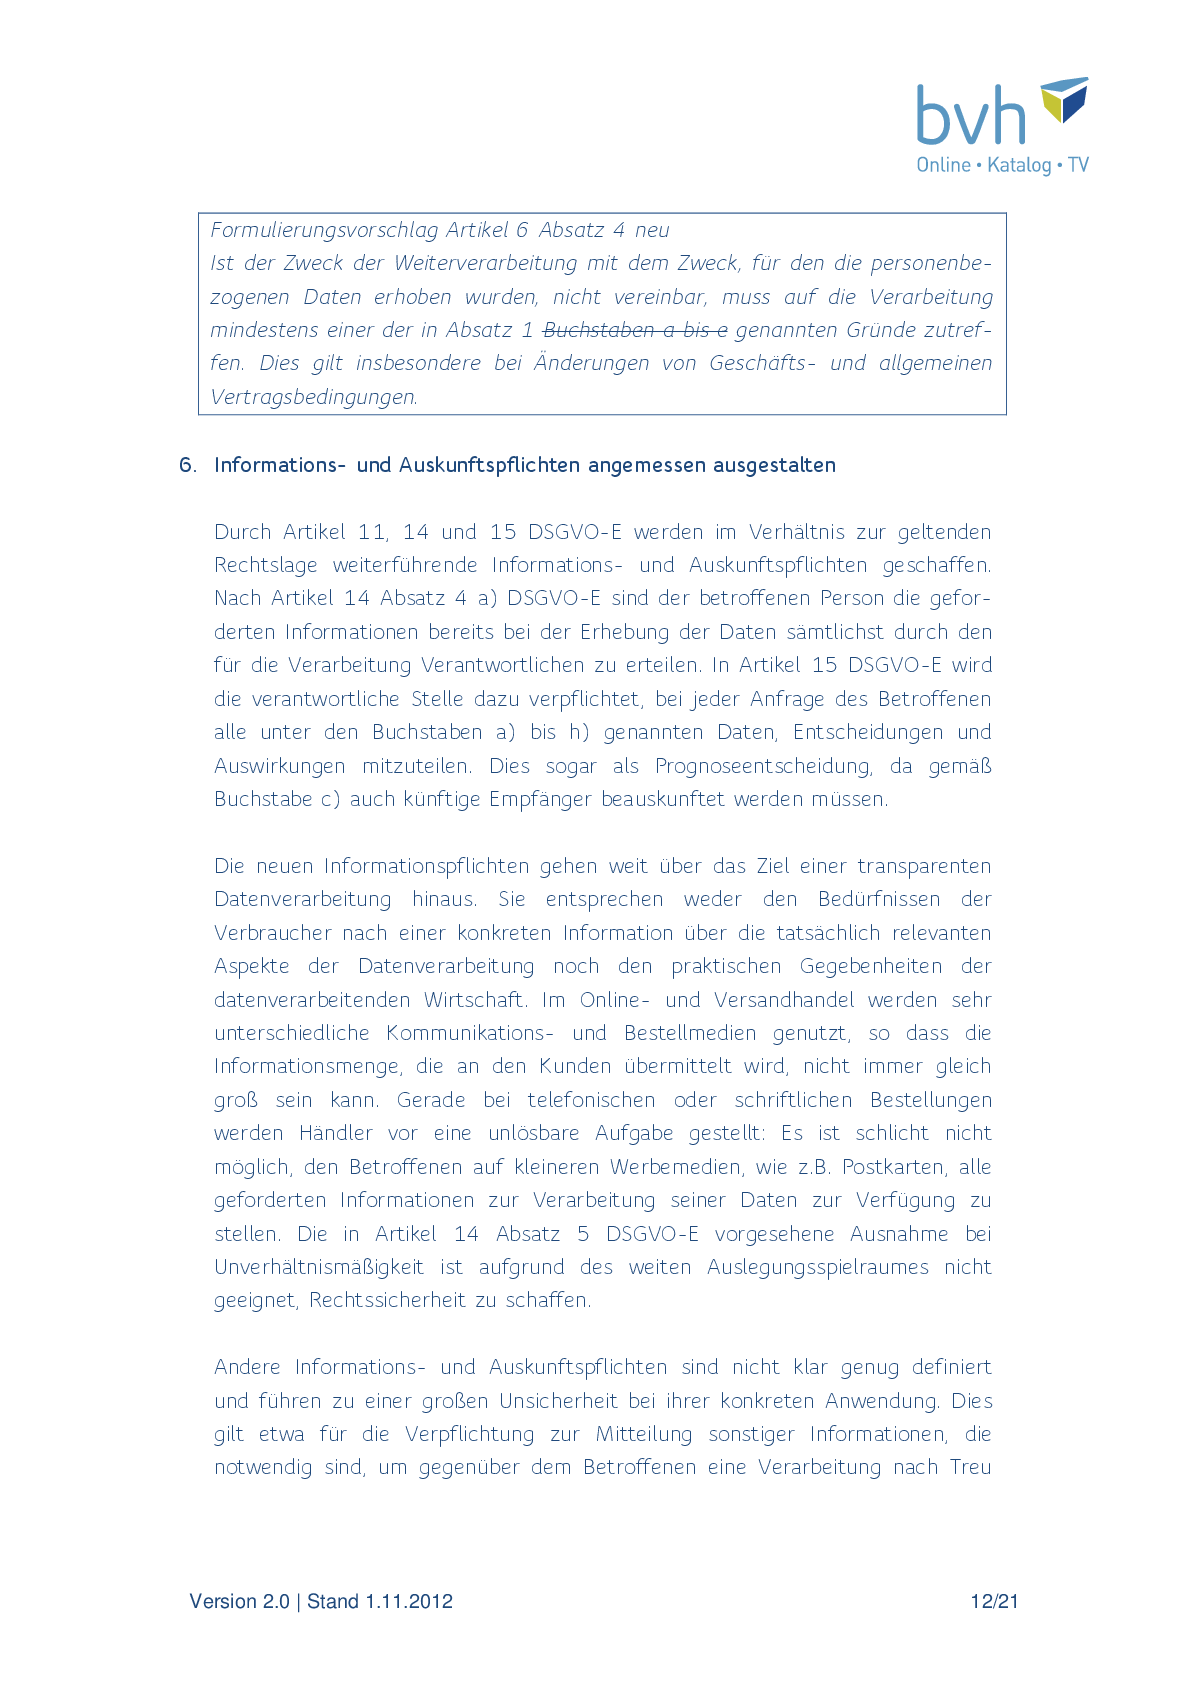 bvh
Online • Katalog • TV
Formulierungsvorschlag Artikel 6 Absatz 4 neu
Ist der Zweck der Weiterverarbeitung mit dem Zweck, für den die personenbe-
zogenen Daten erhoben wurden, nicht vereinbar, muss auf die Verarbeitung
mindestens einer der in Absatz 1 Buchstaben a bis e genannten Gründe zutref-
fen. Dies gilt insbesondere bei Änderungen von Geschäfts- und allgemeinen
Vertragsbedingungen.
6. Informations- und Auskunftspflichten angemessen ausgestalten
Durch Artikel 11, 14 und 15 DSGVO-E werden im Verhältnis zur geltenden
Rechtslage weiterführende Informations- und Auskunftspflichten geschaffen.
Nach Artikel 14 Absatz 4 a) DSGVO-E sind der betroffenen Person die gefor-
derten Informationen bereits bei der Erhebung der Daten sämtlichst durch den
für die Verarbeitung Verantwortlichen zu erteilen. In Artikel 15 DSGVO-E wird
die verantwortliche Stelle dazu verpflichtet, bei jeder Anfrage des Betroffenen
alle unter den Buchstaben a) bis h) genannten Daten, Entscheidungen und
Auswirkungen mitzuteilen. Dies sogar als Prognoseentscheidung, da gemäß
Buchstabe c) auch künftige Empfänger beauskunftet werden müssen.
Die neuen Informationspflichten gehen weit über das Ziel einer transparenten
Datenverarbeitung hinaus. Sie entsprechen weder den Bedürfnissen der
Verbraucher nach einer konkreten Information über die tatsächlich relevanten
Aspekte der Datenverarbeitung noch den praktischen Gegebenheiten der
datenverarbeitenden Wirtschaft. Im Online- und Versandhandel werden sehr
unterschiedliche Kommunikations- und Bestellmedien genutzt, so dass die
Informationsmenge, die an den Kunden übermittelt wird, nicht immer gleich
groß sein kann. Gerade bei telefonischen oder schriftlichen Bestellungen
werden Händler vor eine unlösbare Aufgabe gestellt: Es ist schlicht nicht
möglich, den Betroffenen auf kleineren Werbemedien, wie z.B. Postkarten, alle
geforderten Informationen zur Verarbeitung seiner Daten zur Verfügung zu
stellen. Die in Artikel 14 Absatz 5 DSGVO-E vorgesehene Ausnahme bei
Unverhältnismäßigkeit ist aufgrund des weiten Auslegungsspielraumes nicht
geeignet, Rechtssicherheit zu schaffen.
Andere Informations- und Auskunftspflichten sind nicht klar genug definiert
und führen zu einer großen Unsicherheit bei ihrer konkreten Anwendung. Dies
gilt etwa für die Verpflichtung zur Mitteilung sonstiger Informationen, die
notwendig sind, um gegenüber dem Betroffenen eine Verarbeitung nach Treu
Version 2.0 | Stand 1.11.2012 12/21